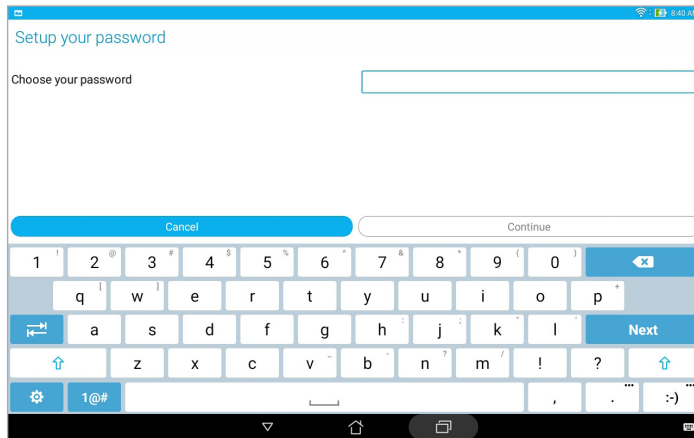 8:40 A
Setup your password
Choose your password
Cancel
Continue
1 ! 2 @ 3 # 4 $ 5 % 6 ^ 7 & 8 * 9 ( 0 )
q [ w ] e r t y u i o p +
a s d f g h : j ; k " l '
Next
z x c v - b ' n ? m / ! ?
1@# , . ... :-) ...